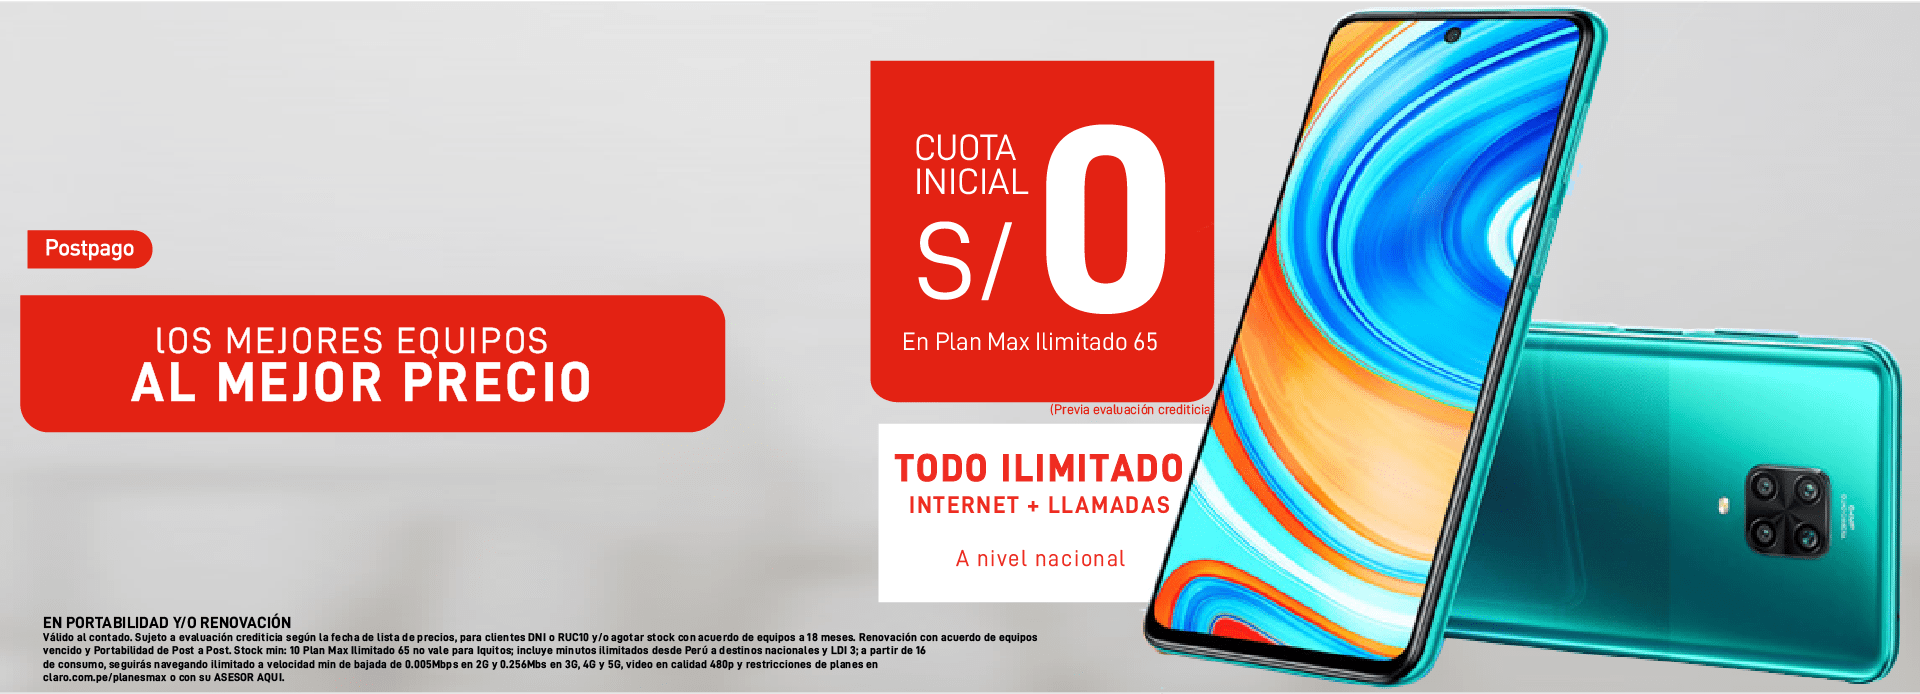 Postpago
lOS MEJORES EQUIPOS
AL MEJOR PRECIO
CUOTA
INICIAL
S/ 0
En Plan Max Ilimitado 65
(Previa evaluación crediticia
TODO ILIMITADO
INTERNET + LLAMADAS
A nivel nacional
EN PORTABILIDAD Y/O RENOVACIÓN
Válido al contado. Sujeto a evaluación crediticia según la fecha de lista de precios, para clientes DNI o RUC10 y/o agotar stock con acuerdo de equipos a 18 meses. Renovación con acuerdo de equipos
vencido y Portabilidad de Post a Post. Stock min: 10 Plan Max Ilimitado 65 no vale para Iquitos; incluye minutos ilimitados desde Perú a destinos nacionales y LDI 3; a partir de 16
de consumo, seguirás navegando ilimitado a velocidad min de bajada de 0.005Mbps en 2G y 0.256Mbs en 3G, 4G y 5G, video en calidad 480p y restricciones de planes en
claro.com.pe/planesmax o con su ASESOR AQUI.